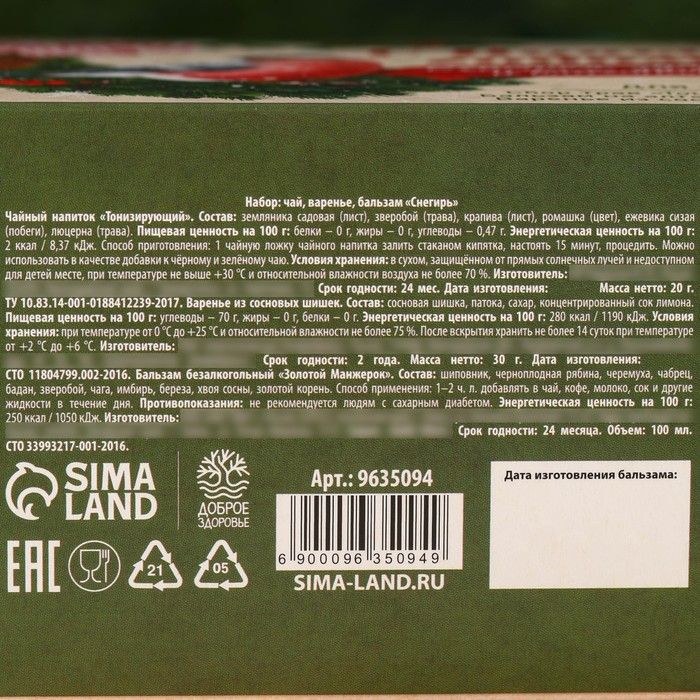 Набор: чай, варенье, бальзам «Снегирь»
Чайный напиток «Тонизирующий». Состав: земляника садовая (лист), зверобой (трава), крапива (лист), ромашка (цвет), ежевика сизая
(побеги), люцерна (трава). Пищевая ценность на 100 г: белки – 0 г, жиры – 0 г, углеводы – 0,47 г. Энергетическая ценность на 100 г:
2 ккал / 8,37 кДж. Способ приготовления: 1 чайную ложку чайного напитка залить стаканом кипятка, настоять 15 минут, процедить. Можно
использовать в качестве добавки к чёрному и зелёному чаю. Условия хранения: в сухом, защищённом от прямых солнечных лучей и недоступном
для детей месте, при температуре не выше +30 °С и относительной влажности воздуха не более 70 %. Изготовитель:
Срок годности: 24 мес. Дата изготовления: Масса нетто: 20 г.
ТУ 10.83.14-001-0188412239-2017. Варенье из сосновых шишек. Состав: сосновая шишка, патока, сахар, концентрированный сок лимона.
Пищевая ценность на 100 г: углеводы – 70 г, жиры – 0 г, белки – 0 г. Энергетическая ценность на 100 г: 280 ккал / 1190 кДж. Условия
хранения: при температуре от 0 °С до +25 °С и относительной влажности не более 75 %. После вскрытия хранить не более 14 суток при температуре
от +2 °С до +6 °С. Изготовитель:
Срок годности: 2 года. Масса нетто: 30 г. Дата изготовления:
СТО 11804799.002-2016. Бальзам безалкогольный «Золотой Манжерок». Состав: шиповник, черноплодная рябина, черемуха, чабрец,
бадан, зверобой, чага, имбирь, береза, хвоя сосны, золотой корень. Способ применения: 1–2 ч. л. добавлять в чай, кофе, молоко, сок и другие
жидкости в течение дня. Противопоказания: не рекомендуется людям с сахарным диабетом. Энергетическая ценность на 100 г:
250 ккал / 1050 кДж. Изготовитель:
Срок годности: 24 месяца. Объем: 100 мл.
СТО 33993217-001-2016.
SIMA
LAND
ДОБРОЕ
ЗДОРОВЬЕ
Арт.: 9635094
6 900096 350949
SIMA-LAND.RU
Дата изготовления бальзама:
EAC
21
05